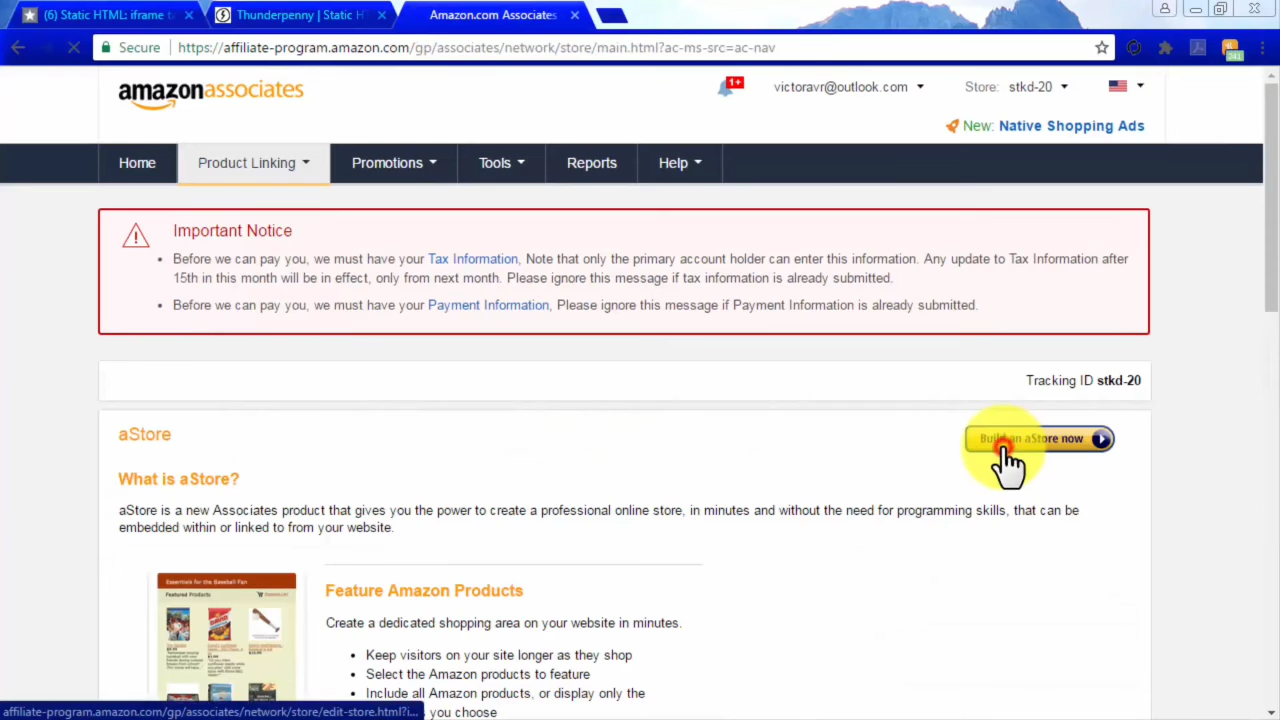 (6) Static HTML: iframe t
Thunderpenny | Static H
Amazon.com Associates
Secure
https://affiliate-program.amazon.com/gp/associates/network/store/main.html?ac-ms-src=ac-nav
241
amazonassociates
1+
victoravr@outlook.com
Store: stkd-20
New: Native Shopping Ads
Home
Product Linking
Promotions
Tools
Reports
Help
Important Notice
• Before we can pay you, we must have your Tax Information, Note that only the primary account holder can enter this information. Any update to Tax Information after
15th in this month will be in effect, only from next month. Please ignore this message if tax information is already submitted.
• Before we can pay you, we must have your Payment Information, Please ignore this message if Payment Information is already submitted.
Tracking ID stkd-20
aStore
Build an aStore now
What is aStore?
aStore is a new Associates product that gives you the power to create a professional online store, in minutes and without the need for programming skills, that can be
embedded within or linked to from your website.
Essentials for the Baseball Fan
Featured Products
Feature Amazon Products
Create a dedicated shopping area on your website in minutes.
• Keep visitors on your site longer as they shop
• Select the Amazon products to feature
• Include all Amazon products, or display only the
you choose
affiliate-program.amazon.com/gp/associates/network/store/edit-store.html?i...